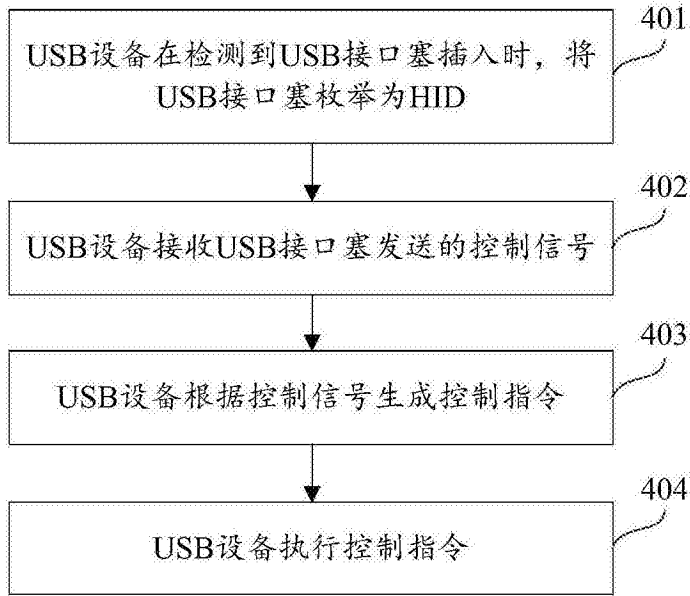 401
USB设备在检测到USB接口塞插入时，将
USB接口塞枚举为HID
402
USB设备接收USB接口塞发送的控制信号
403
USB设备根据控制信号生成控制指令
404
USB设备执行控制指令